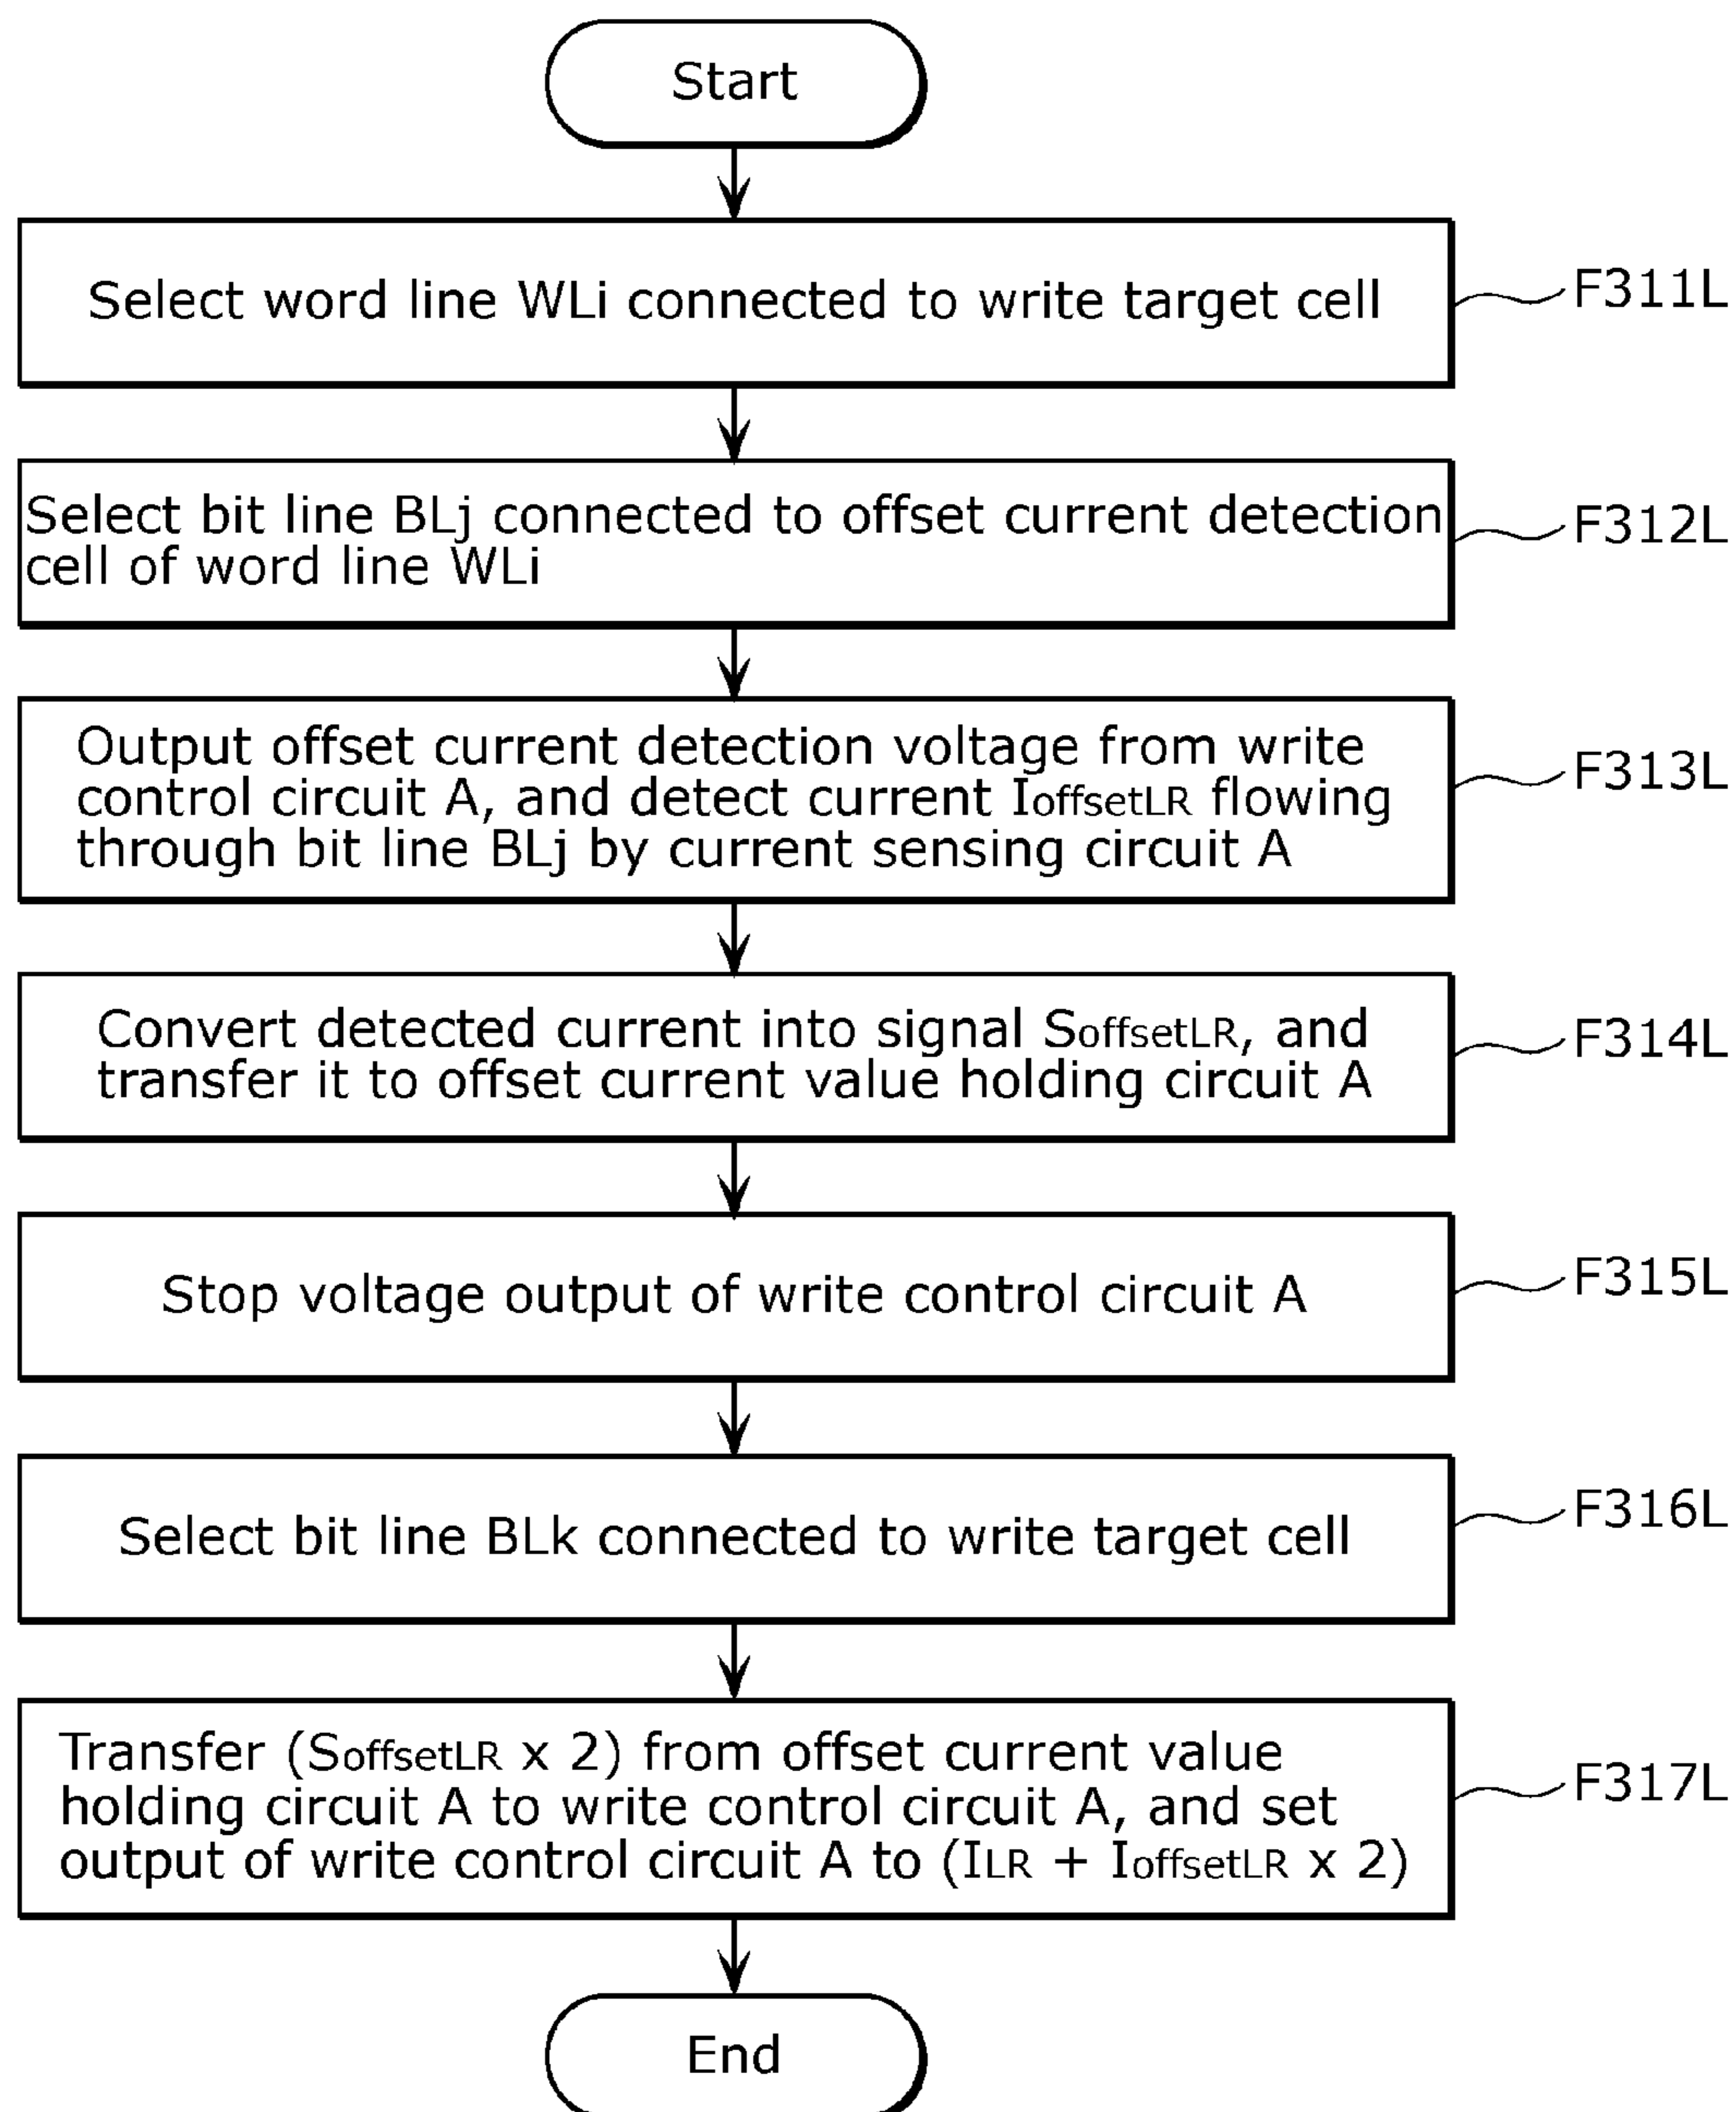 Start
Select word line WLi connected to write target cell
F311L
Select bit line BLj connected to offset current detection
cell of word line WLi
F312L
Output offset current detection voltage from write
control circuit A, and detect current IoffsetLR flowing
through bit line BLj by current sensing circuit A
F313L
Convert detected current into signal SoffsetLR, and
transfer it to offset current value holding circuit A
F314L
Stop voltage output of write control circuit A
F315L
Select bit line BLk connected to write target cell
F316L
Transfer (SoffsetLR x 2) from offset current value
holding circuit A to write control circuit A, and set
output of write control circuit A to (ILR + IoffsetLR x 2)
F317L
End